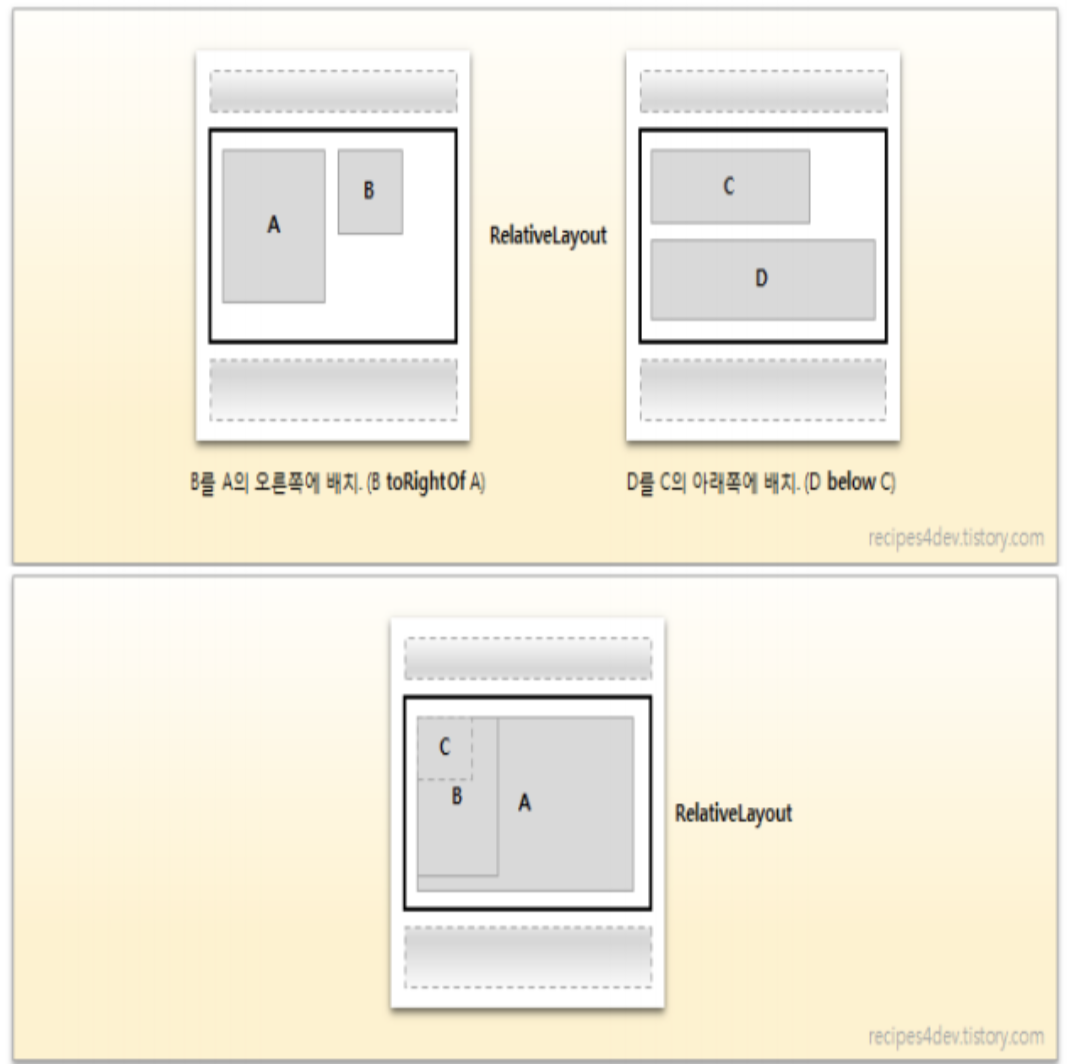 A
B
RelativeLayout
C
D
B를 A의 오른쪽에 배치. (B toRightOf A)
D를 C의 아래쪽에 배치. (D below C)
recipes4dev.tistory.com
C
B
A
RelativeLayout
recipes4dev.tistory.com